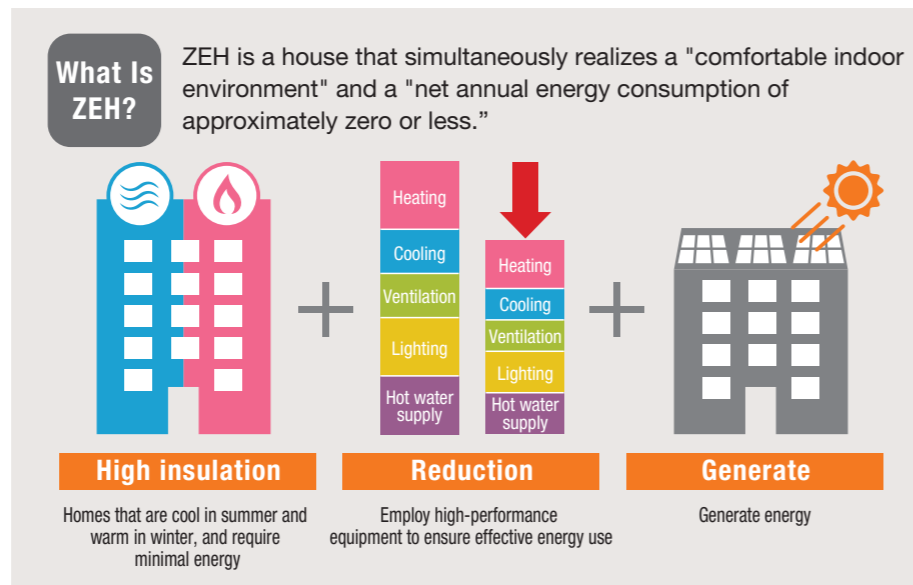 What Is
ZEH?
ZEH is a house that simultaneously realizes a "comfortable indoor
environment" and a "net annual energy consumption of
approximately zero or less.”
Heating
Cooling
Ventilation
Lighting
Hot water
supply
Heating
Cooling
Ventilation
Lighting
Hot water
supply
High insulation
Homes that are cool in summer and
warm in winter, and require
minimal energy
Reduction
Employ high-performance
equipment to ensure effective energy use
Generate
Generate energy